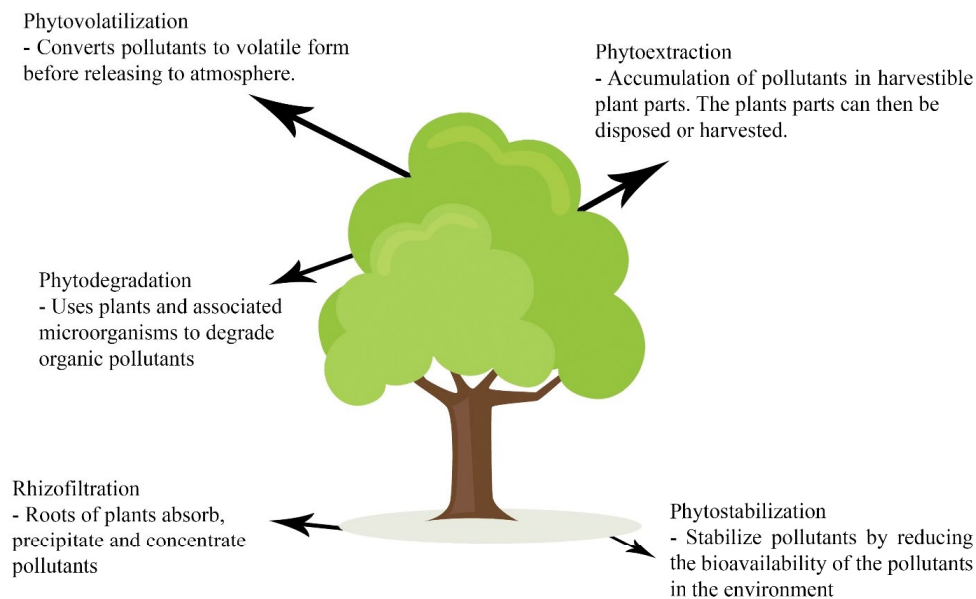 Phytovolatilization
- Converts pollutants to volatile form
before releasing to atmosphere.
Phytoextraction
- Accumulation of pollutants in harvestible
plant parts. The plants parts can then be
disposed or harvested.
Phytodegradation
- Uses plants and associated
microorganisms to degrade
organic pollutants
Rhizofiltration
- Roots of plants absorb,
precipitate and concentrate
pollutants
Phytostabilization
- Stabilize pollutants by reducing
the bioavailability of the pollutants
in the environment